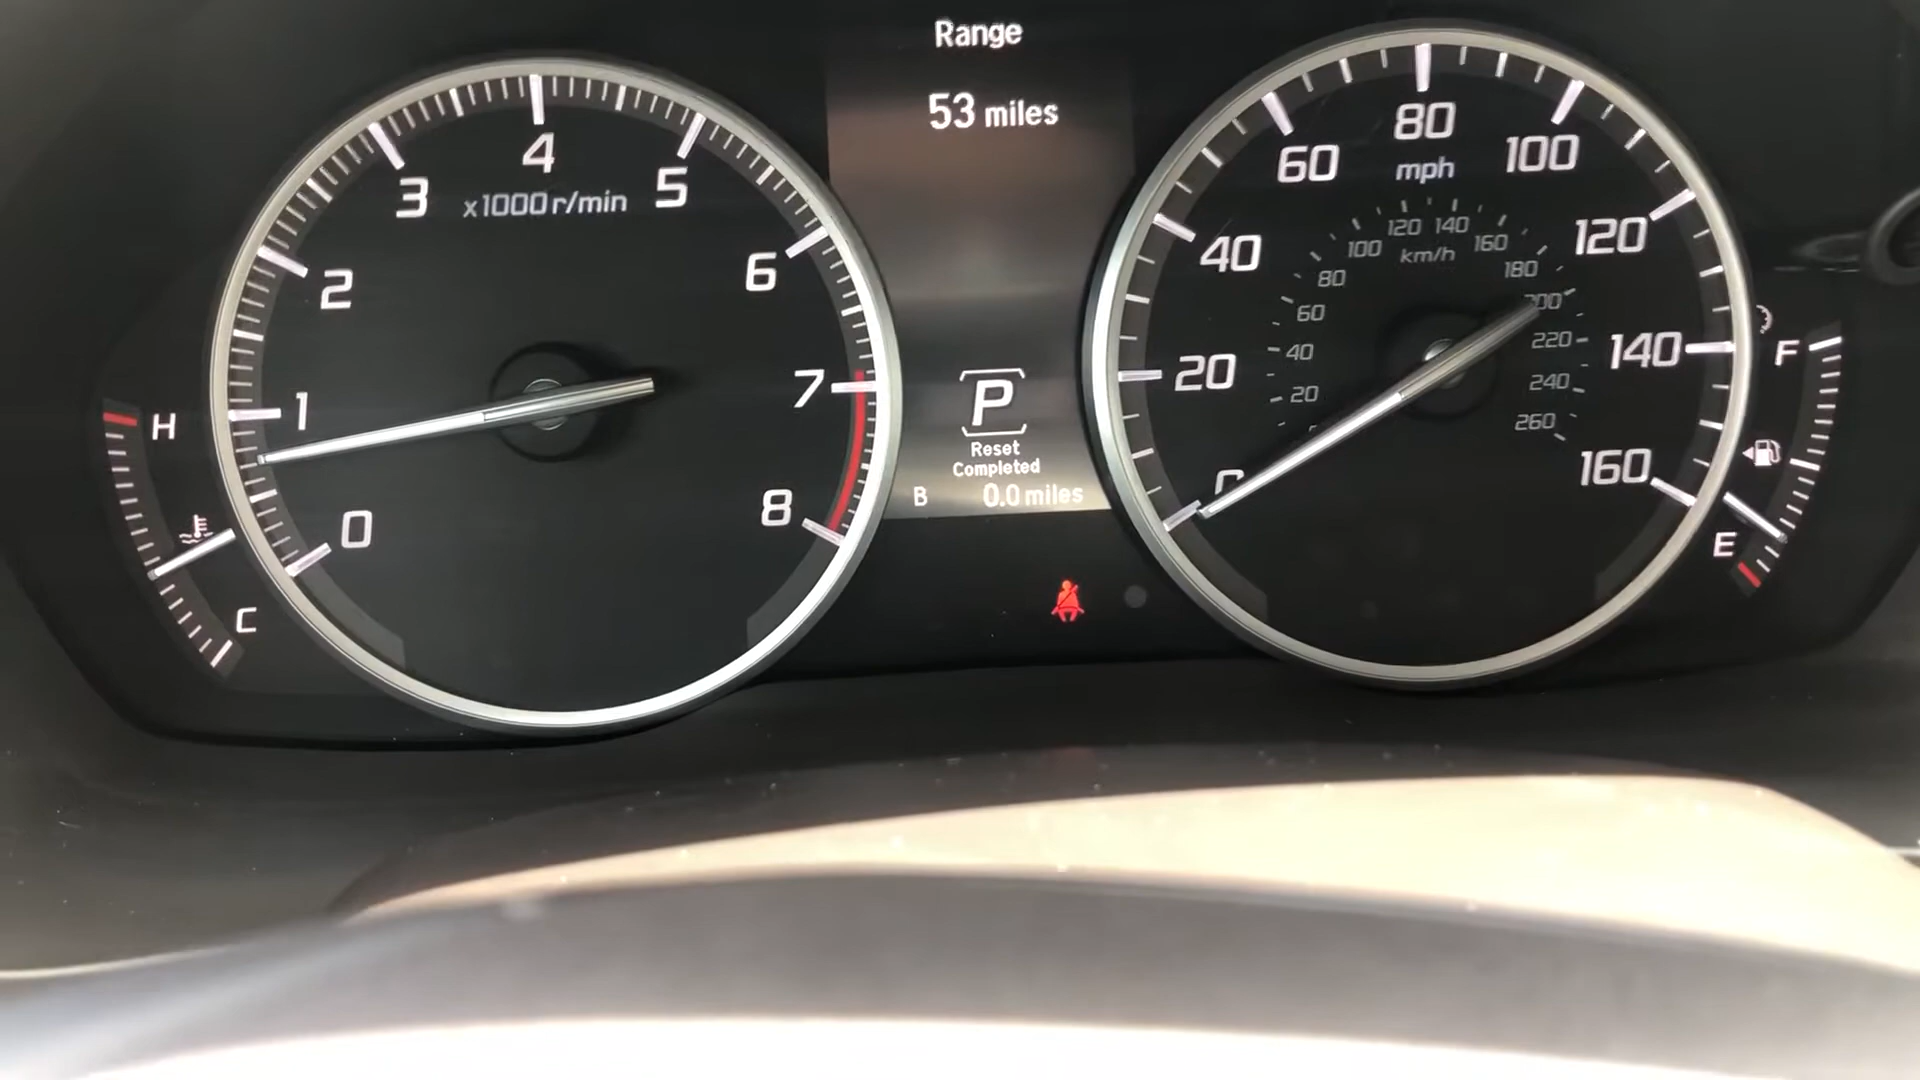 Range
53 miles
0
1
2
3
4
5
6
7
8
x1000 r/min
H
C
P
Reset
Completed
B 0.0 miles
20
40
60
80
100
120
140
160
mph
20
40
60
80
100
120
140
160
180
200
220
240
260
km/h
F
E